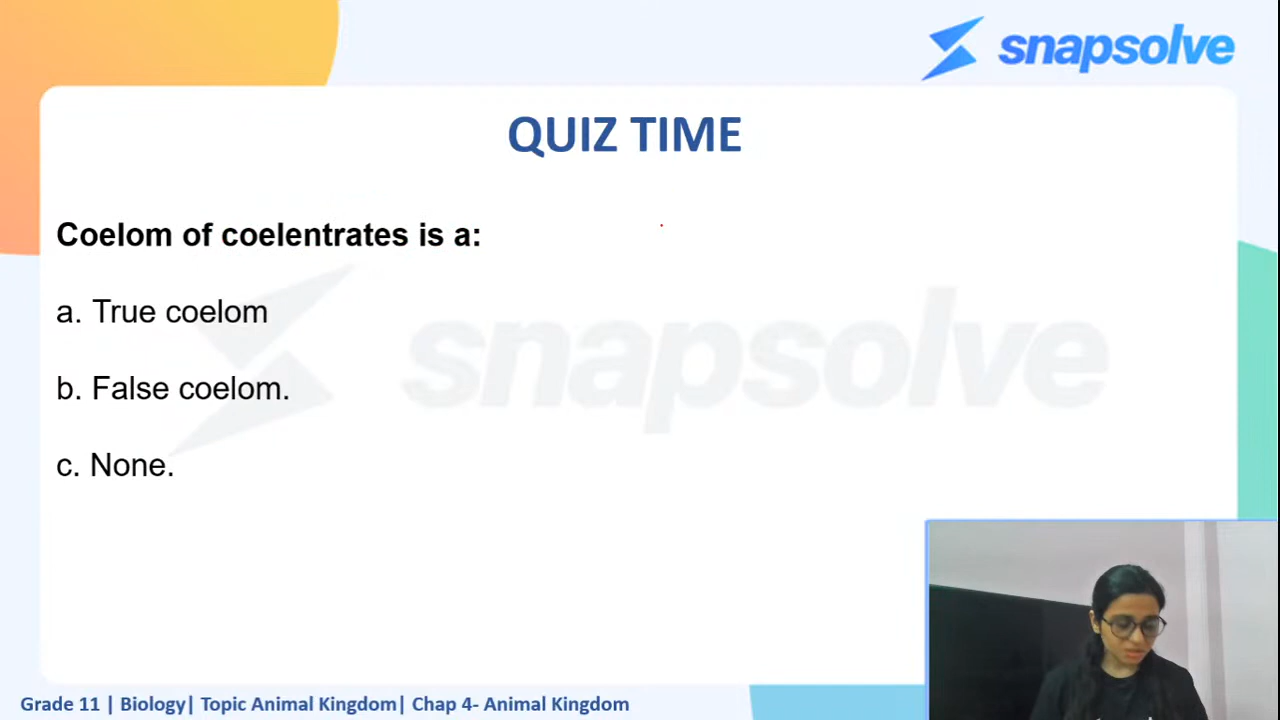 snapsolve
QUIZ TIME
Coelom of coelentrates is a:
a. True coelom
b. False coelom.
c. None.
snapsolve
Grade 11 | Biology| Topic Animal Kingdom| Chap 4- Animal Kingdom